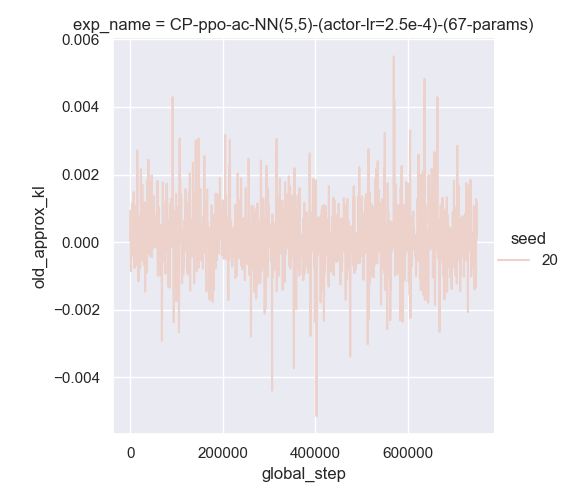 exp_name = CP-ppo-ac-NN(5,5)-(actor-lr=2.5e-4)-(67-params)
0.006
0.004
0.002
0.000
−0.002
−0.004
old_approx_kl
0
200000
400000
600000
global_step
seed
20